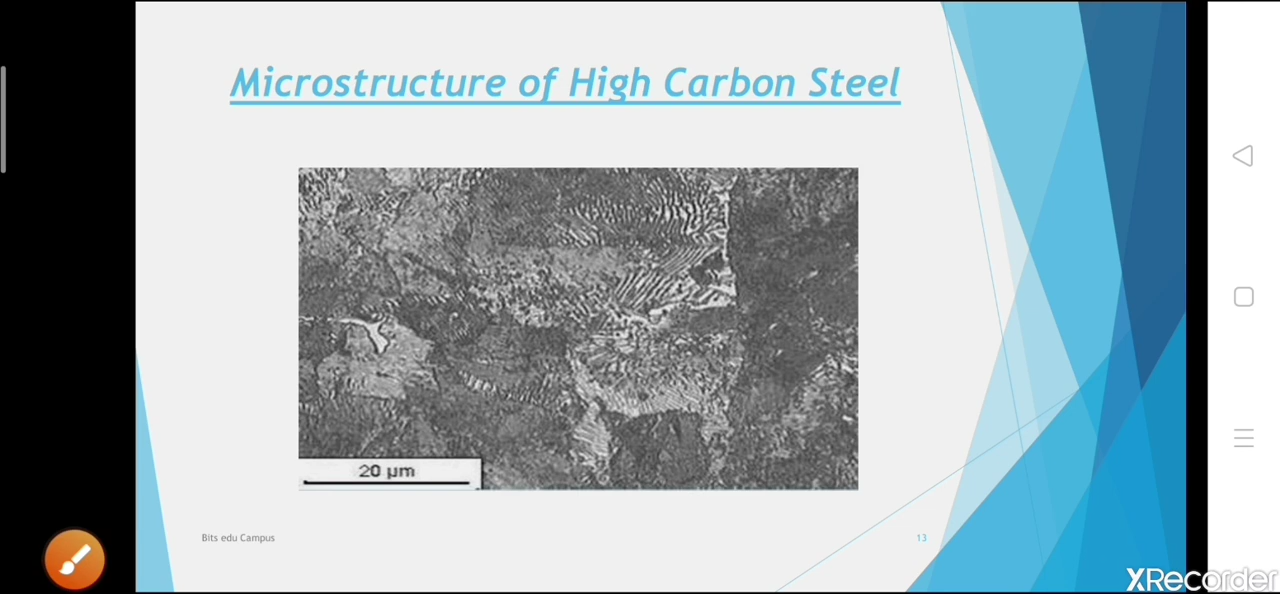 Microstructure of High Carbon Steel
20 µm
Bits edu Campus
13
XRecorder